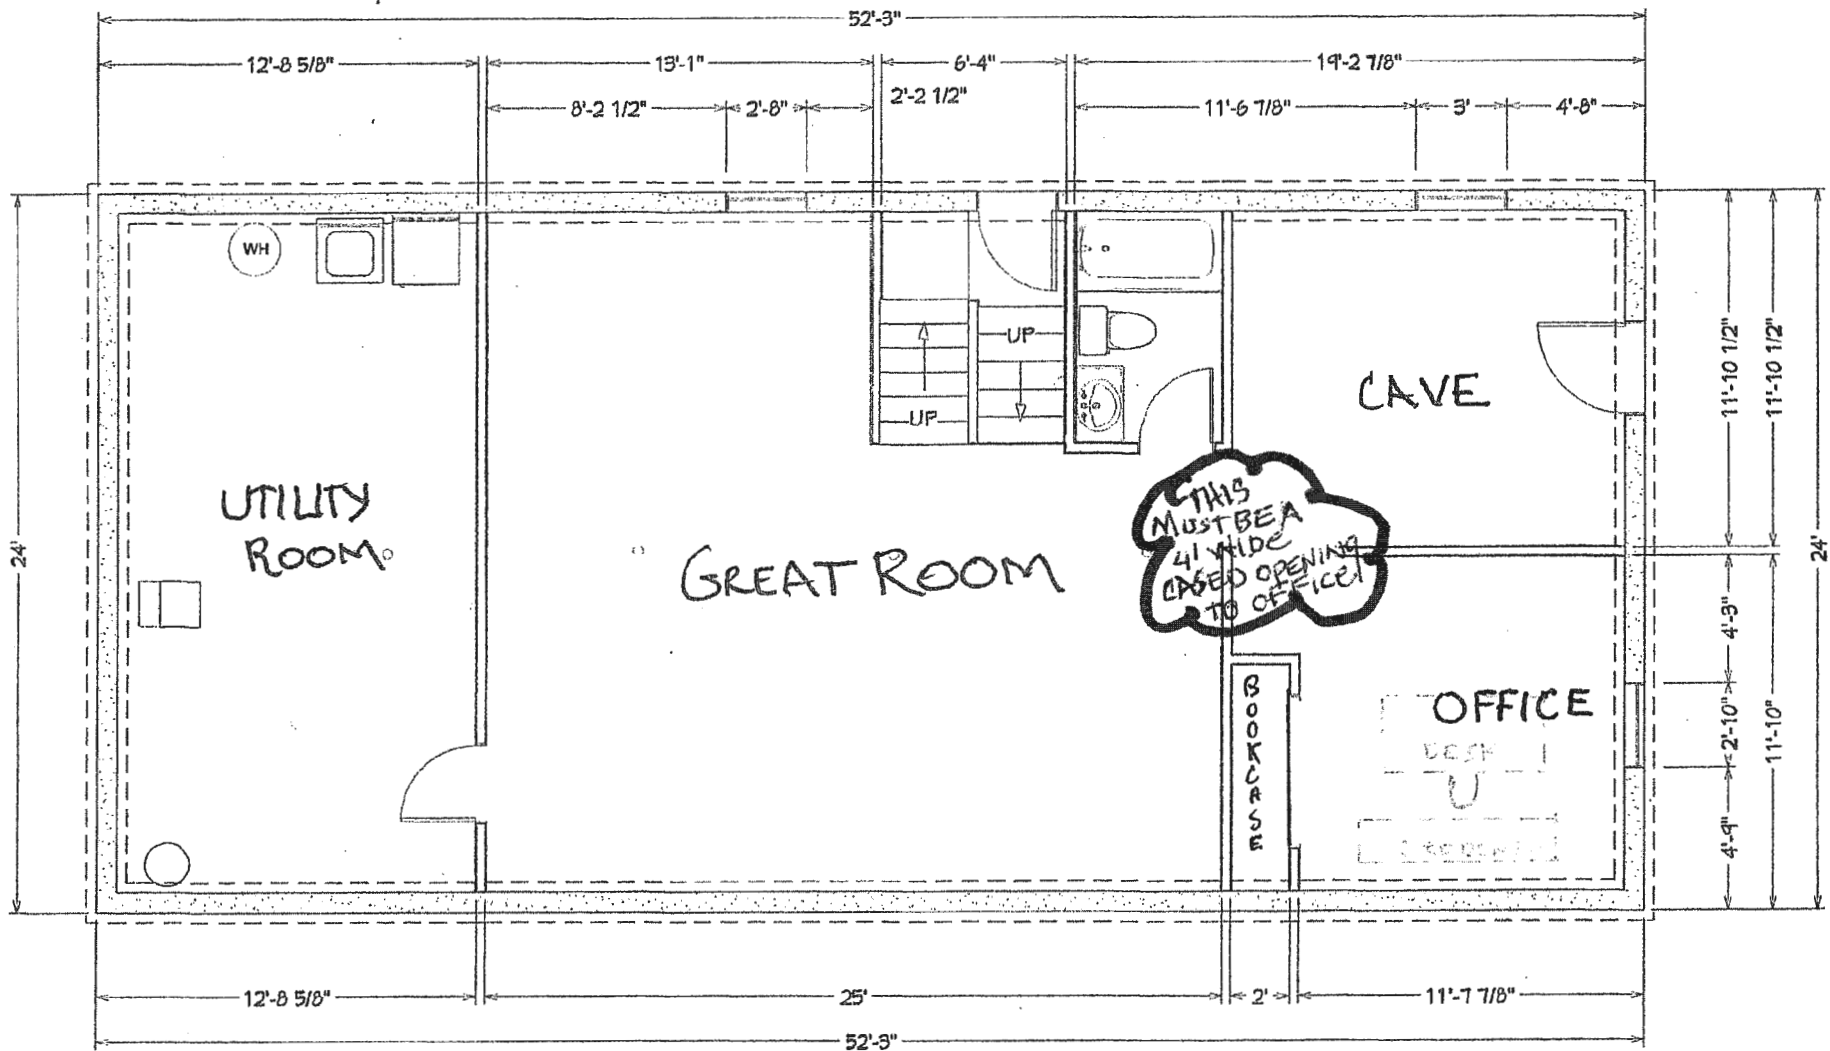 52'-3"
12'-8 5/8" 13'-1" 6'-4" 19'-2 7/8"
8'-2 1/2" 2'-8" 2'-2 1/2" 11'-6 7/8" 3' 4'-8"
WH
UP
UP
CAVE
11'-10 1/2"
11'-10 1/2"
UTILITY
ROOM
GREAT ROOM
THIS
MUST BE A
4' WIDE
CASED OPENING
TO OFFICE
24'
24'
4'-3"
2'-10"
4'-9"
11'-10"
BOOKCASE
OFFICE
DESK
12'-8 5/8" 25' 2' 11'-7 7/8"
52'-3"